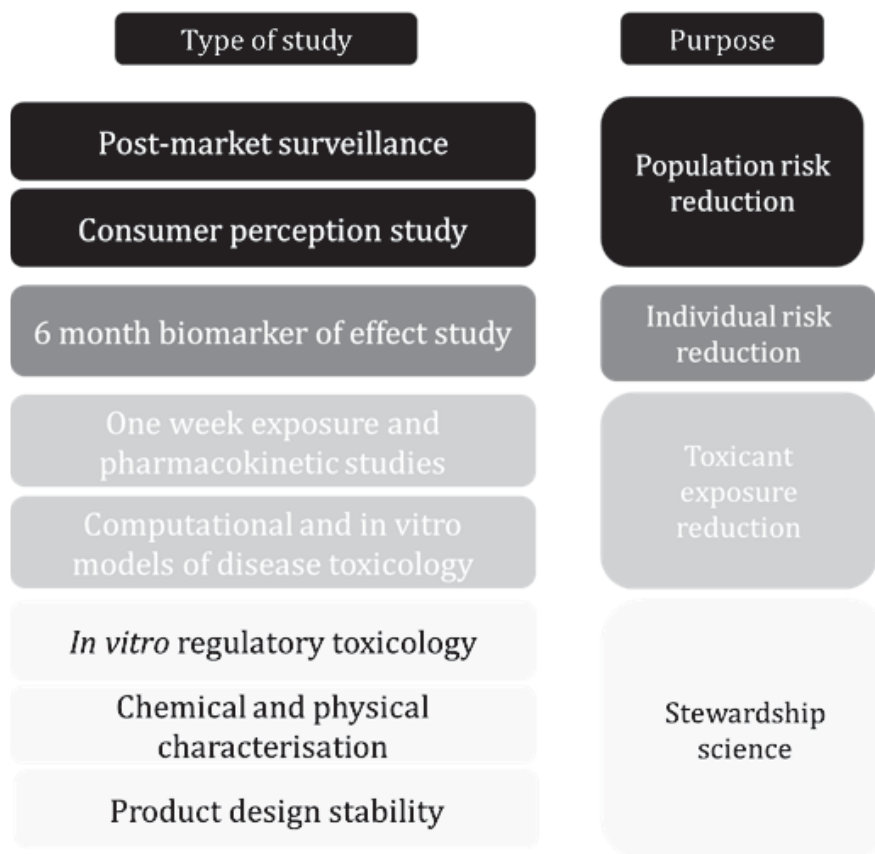 Type of study
Purpose
Post-market surveillance
Consumer perception study
Population risk
reduction
6 month biomarker of effect study
Individual risk
reduction
One week exposure and
pharmacokinetic studies
Computational and in vitro
models of disease toxicology
Toxicant
exposure
reduction
In vitro regulatory toxicology
Chemical and physical
characterisation
Product design stability
Stewardship
science